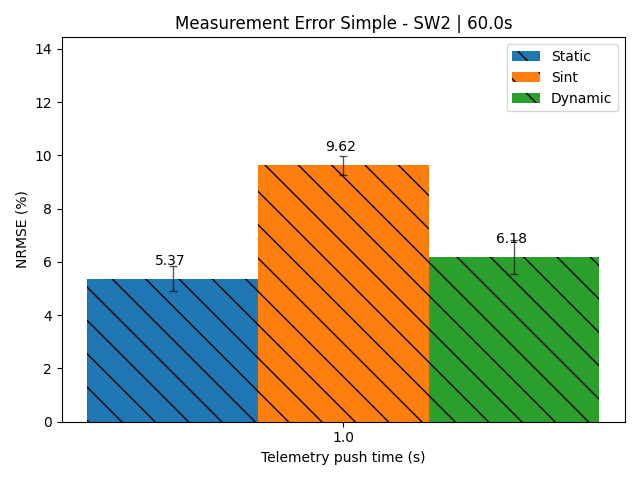 Measurement Error Simple - SW2 | 60.0s
NRMSE (%)
14
12
10
8
6
4
2
0
Static
Sint
Dynamic
5.37
9.62
6.18
1.0
Telemetry push time (s)